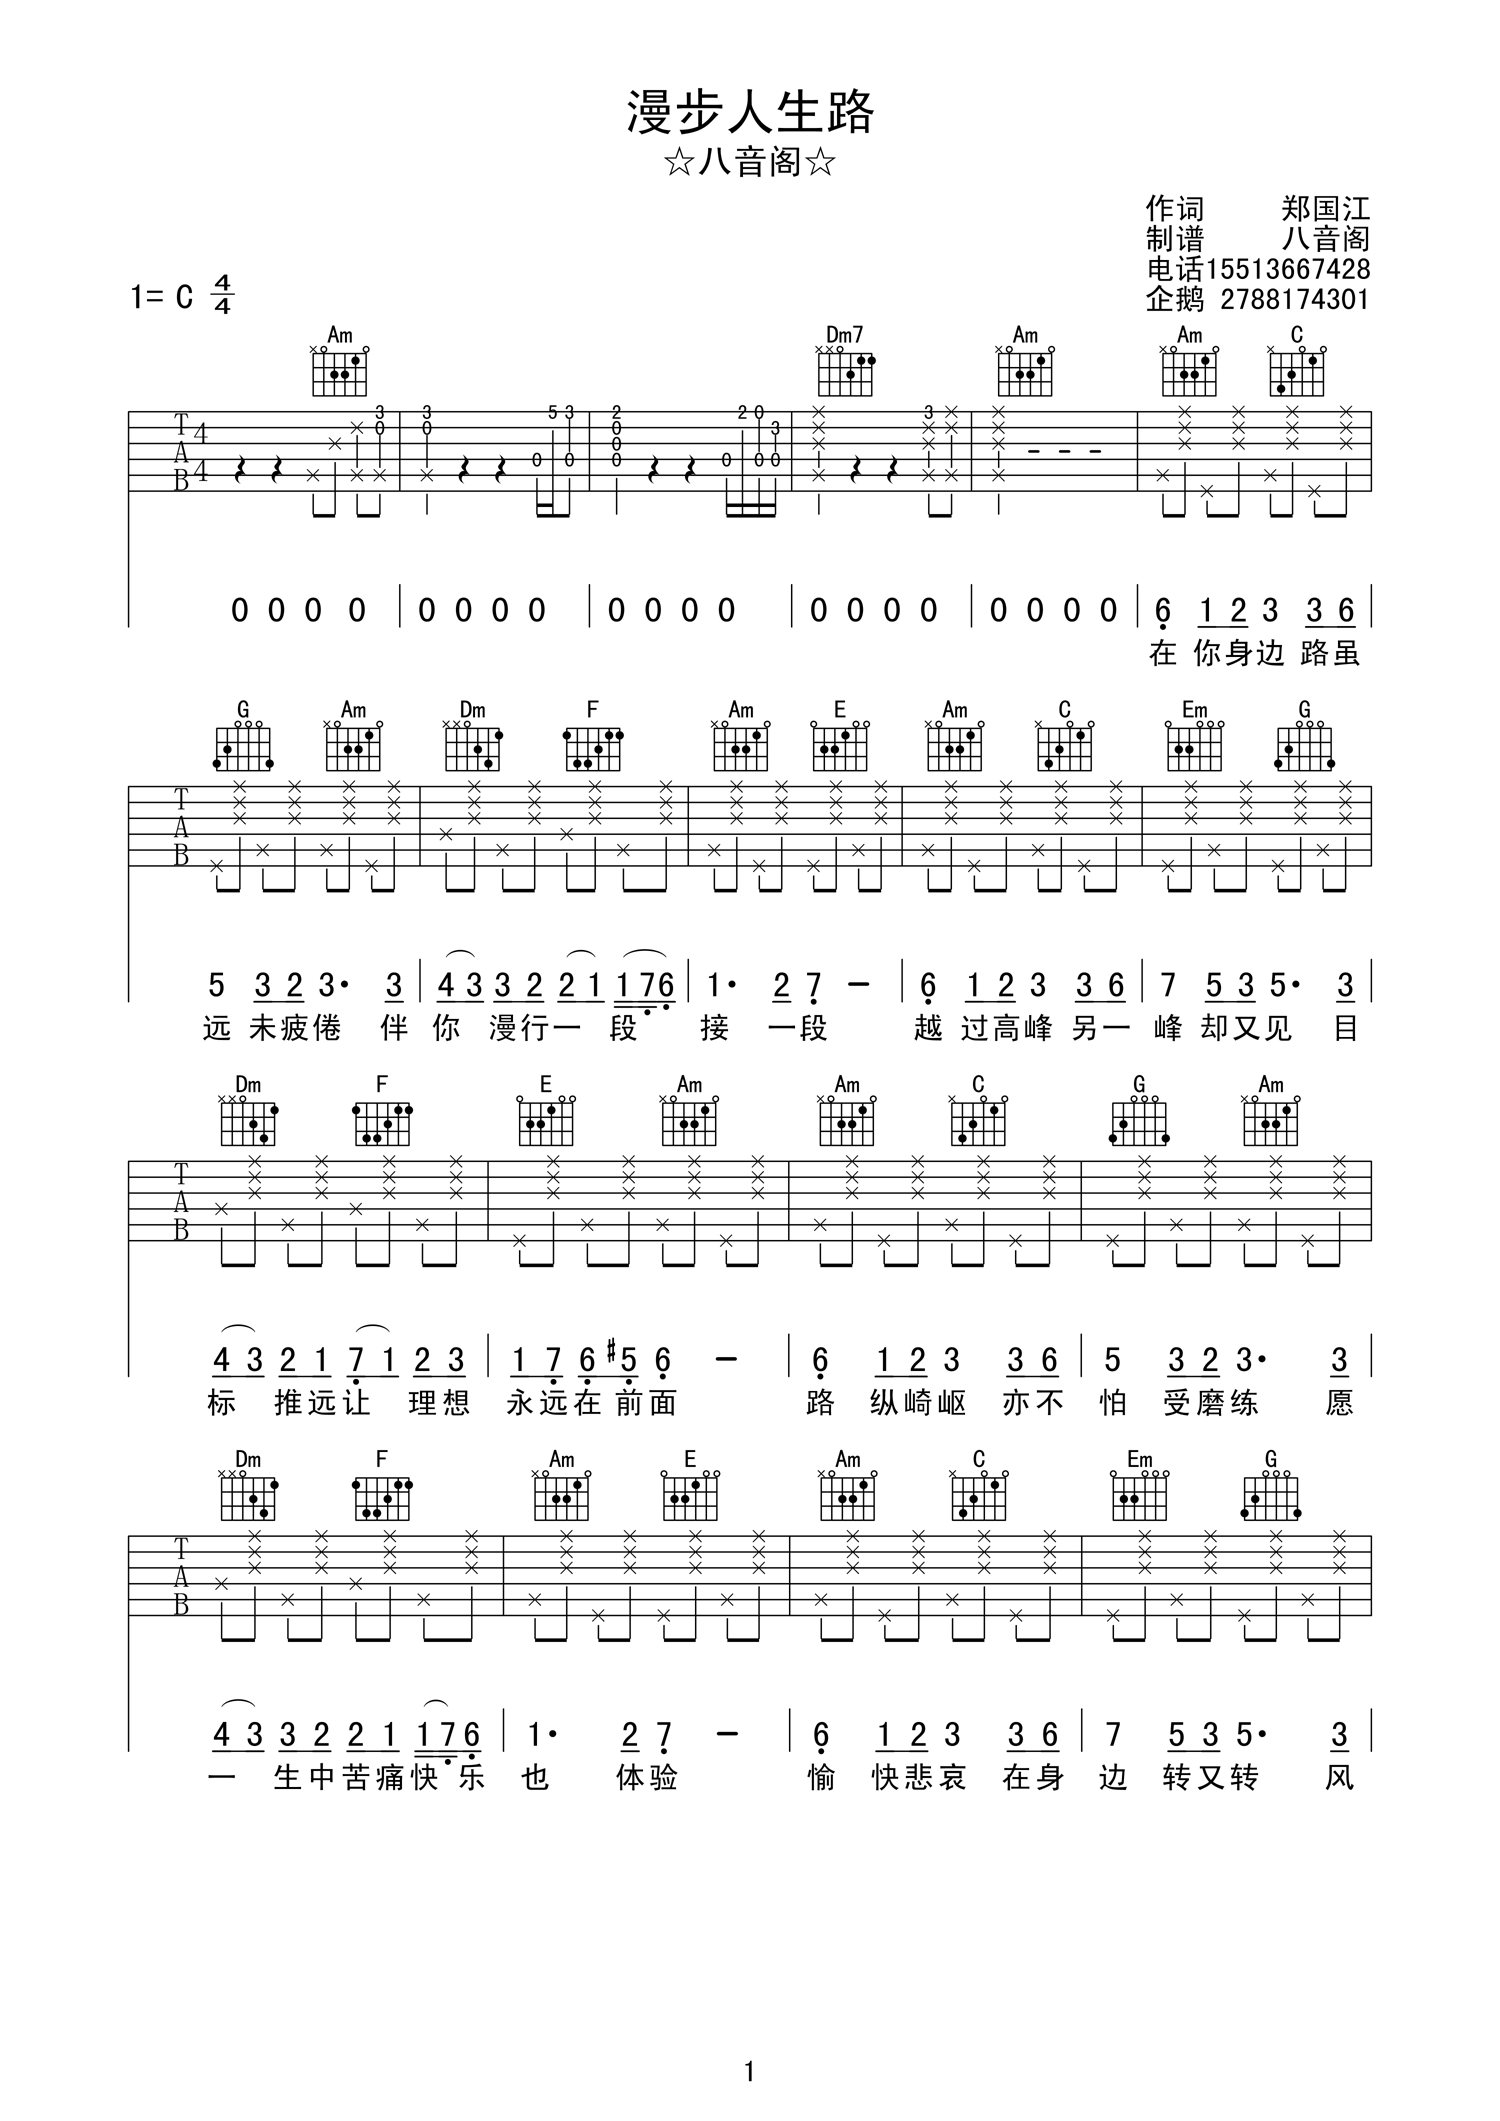 漫步人生路
☆八音阁☆
作词 郑国江
制谱 八音阁
电话15513667428
企鹅 2788174301
1= C 4/4
Am Dm7 Am Am C
T 4 3 3 5 3 2 2 0 3
0 0 0 0 3
A 0
B 4 0 0 0 0 0 0
0 0 0 0 0 0 0 0 0 0 0 0 0 0 0 0 0 0 0 0 6 1 2 3 3 6
在 你身边 路虽
G Am Dm F Am E Am C Em G
T
A
B
5 3 2 3· 3 4 3 3 2 2 1 1 7 6 1· 2 7 – 6 1 2 3 3 6 7 5 3 5· 3
远 未疲倦 伴 你 漫行一 段 接 一段 越 过高峰 另一 峰 却又见 目
Dm F E Am Am C G Am
T
A
B
4 3 2 1 7 1 2 3 1 7 6 #5 6 – 6 1 2 3 3 6 5 3 2 3· 3
标 推远让 理想 永远在 前面 路 纵崎岖 亦不 怕 受磨练 愿
Dm F Am E Am C Em G
T
A
B
4 3 3 2 2 1 1 7 6 1· 2 7 – 6 1 2 3 3 6 7 5 3 5· 3
一 生中苦痛快 乐 也 体验 愉 快悲哀 在身 边 转又转 风
1